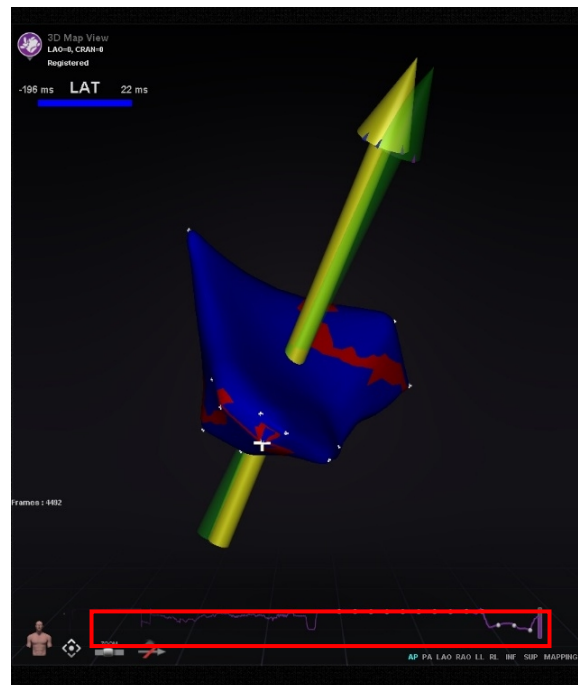 3D Map View
LAO=0, CRAN=0
Registered
-196 ms LAT 22 ms
Frames : 4492
ZOOM
AP PA LAO RAO LL RL INF SUP MAPPING